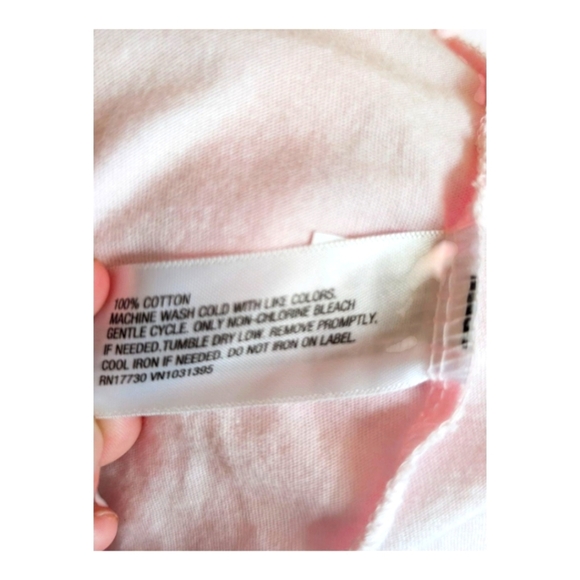 100% COTTON
MACHINE WASH COLD WITH LIKE COLORS.
GENTLE CYCLE. ONLY NON-CHLORINE BLEACH
IF NEEDED.TUMBLE DRY LOW. REMOVE PROMPTLY.
COOL IRON IF NEEDED. DO NOT IRON ON LABEL.
RN17730 VN1031395